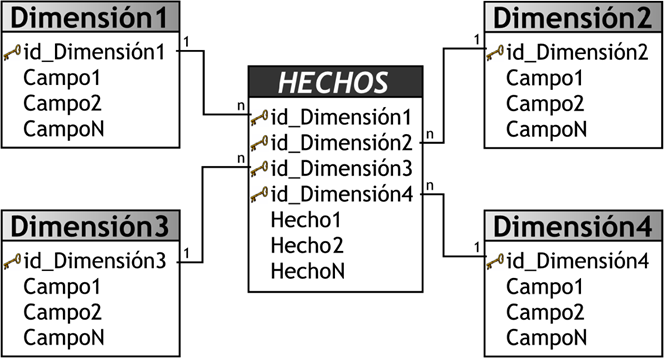 Dimensión1
id_Dimensión1
Campo1
Campo2
CampoN
1
n
HECHOS
id_Dimensión1
id_Dimensión2
id_Dimensión3
id_Dimensión4
Hecho1
Hecho2
HechoN
Dimensión2
id_Dimensión2
Campo1
Campo2
CampoN
1
n
Dimensión3
id_Dimensión3
Campo1
Campo2
CampoN
1
n
Dimensión4
id_Dimensión4
Campo1
Campo2
CampoN
1
n